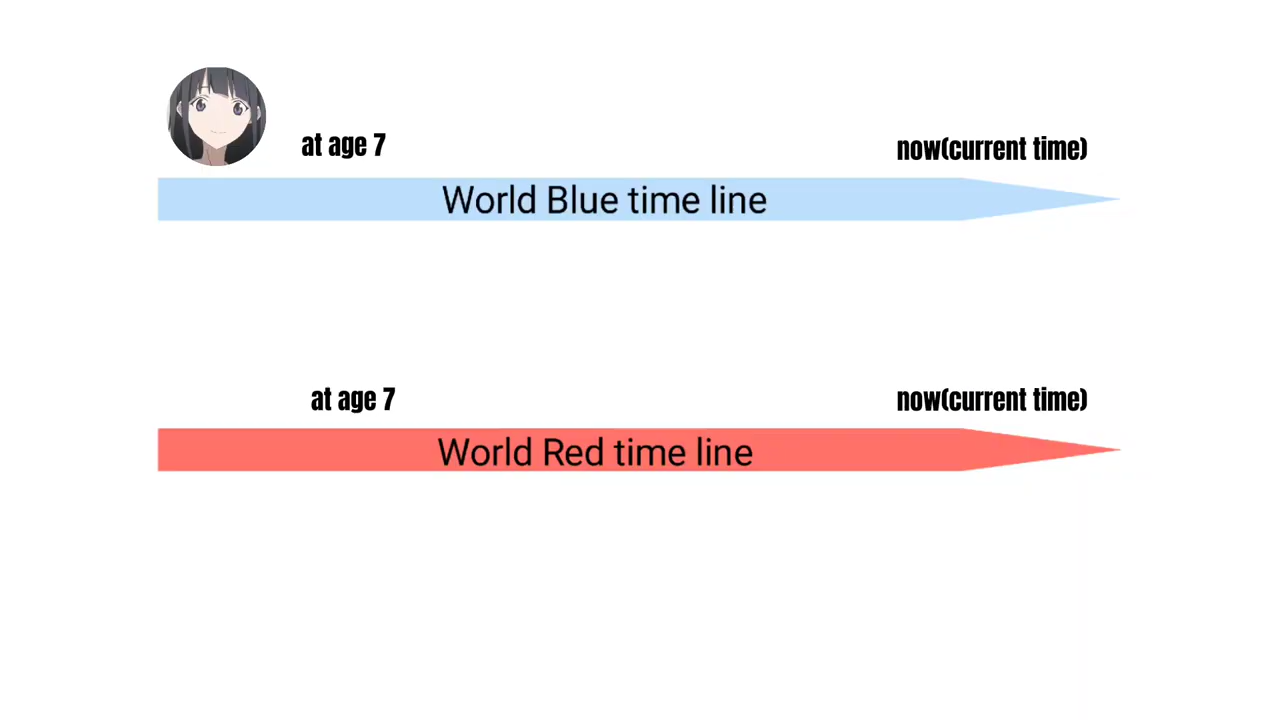 at age 7
now(current time)
World Blue time line
at age 7
now(current time)
World Red time line